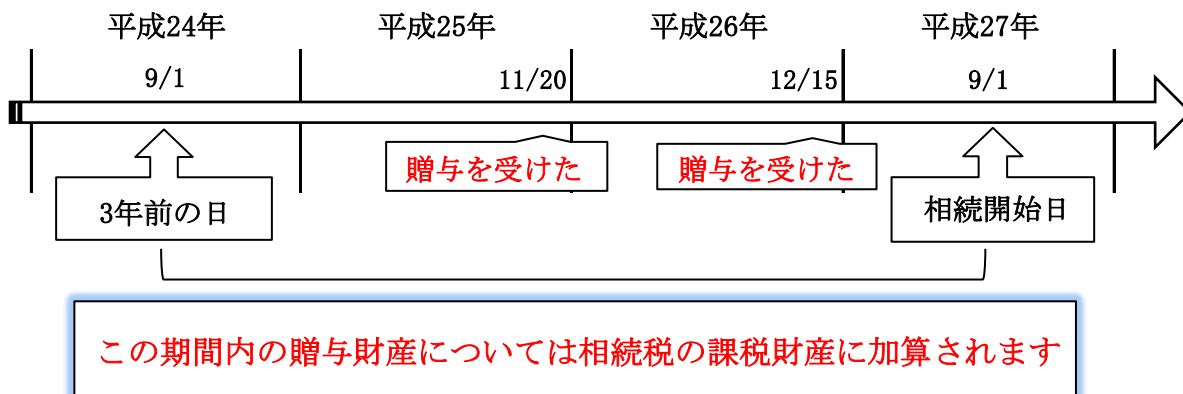 平成24年 平成25年 平成26年 平成27年
9/1 11/20 12/15 9/1
贈与を受けた 贈与を受けた
3年前の日 相続開始日
この期間内の贈与財産については相続税の課税財産に加算されます